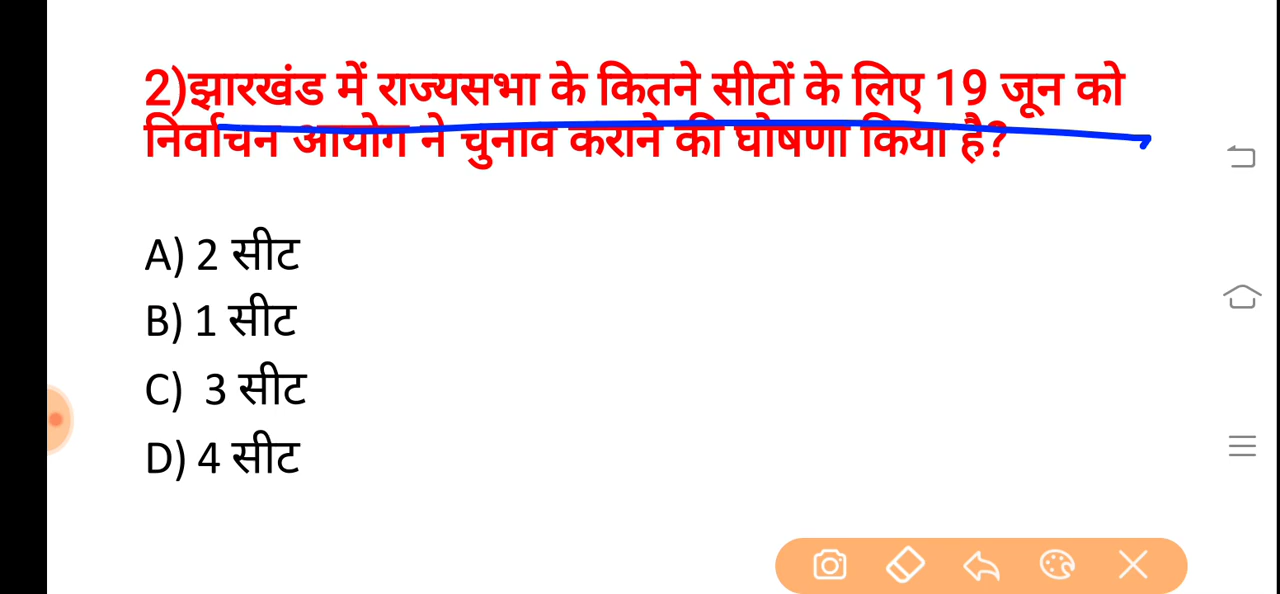 2)झारखंड में राज्यसभा के कितने सीटों के लिए 19 जून को
निर्वाचन आयोग ने चुनाव कराने की घोषणा किया है?
A) 2 सीट
B) 1 सीट
C) 3 सीट
D) 4 सीट